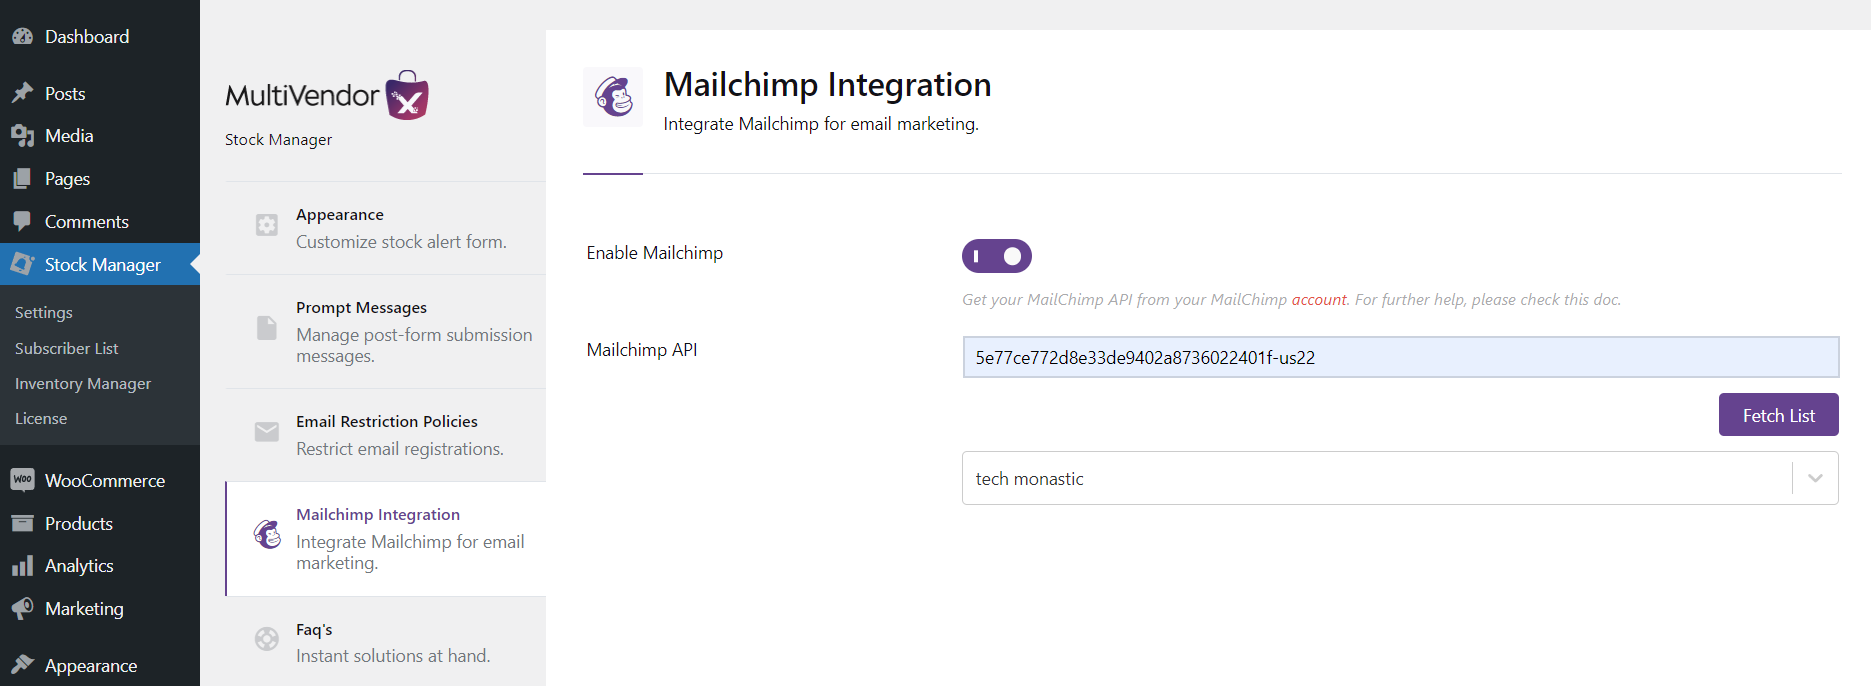 Dashboard
Posts
Media
Pages
Comments
Stock Manager
Settings
Subscriber List
Inventory Manager
License
WooCommerce
Products
Analytics
Marketing
Appearance
MultiVendor X
Stock Manager
Appearance
Customize stock alert form.
Prompt Messages
Manage post-form submission
messages.
Email Restriction Policies
Restrict email registrations.
Mailchimp Integration
Integrate Mailchimp for email
marketing.
Faq's
Instant solutions at hand.
Mailchimp Integration
Integrate Mailchimp for email marketing.
Enable Mailchimp
Get your MailChimp API from your MailChimp account. For further help, please check this doc.
Mailchimp API
5e77ce772d8e33de9402a8736022401f-us22
Fetch List
tech monastic